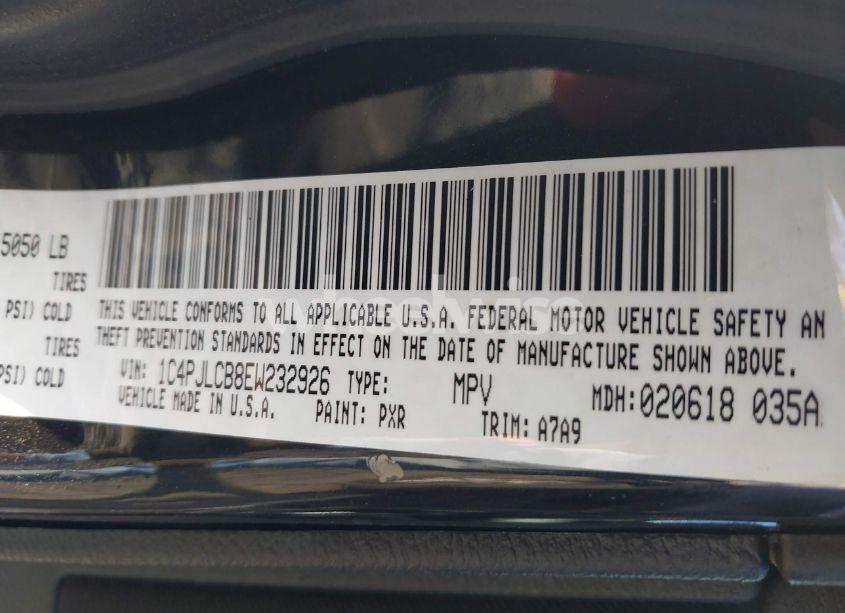 5050 LB
TIRES
PSI) COLD
TIRES
PSI) COLD
THIS VEHICLE CONFORMS TO ALL APPLICABLE U.S.A. FEDERAL MOTOR VEHICLE SAFETY AN
THEFT PREVENTION STANDARDS IN EFFECT ON THE DATE OF MANUFACTURE SHOWN ABOVE.
VIN: 1C4PJLCB8EW232926 TYPE: MPV MDH:020618 035A
VEHICLE MADE IN U.S.A. PAINT: PXR TRIM: A7A9
wheelwise